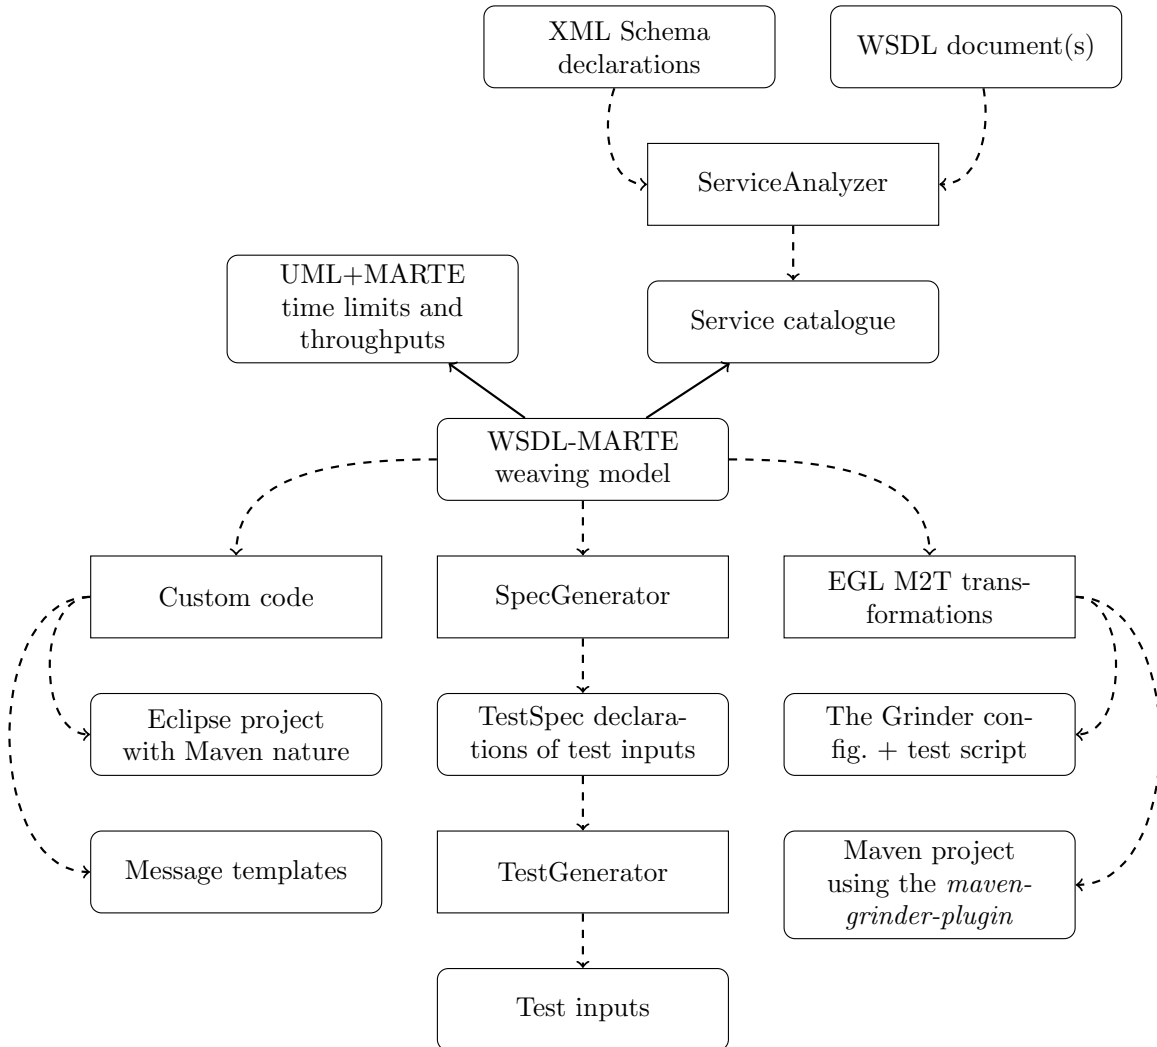 XML Schema
declarations
WSDL document(s)
ServiceAnalyzer
UML+MARTE
time limits and
throughputs
Service catalogue
WSDL-MARTE
weaving model
Custom code
SpecGenerator
EGL M2T trans-
formations
Eclipse project
with Maven nature
TestSpec declara-
tions of test inputs
The Grinder con-
fig. + test script
Message templates
TestGenerator
Maven project
using the maven-
grinder-plugin
Test inputs